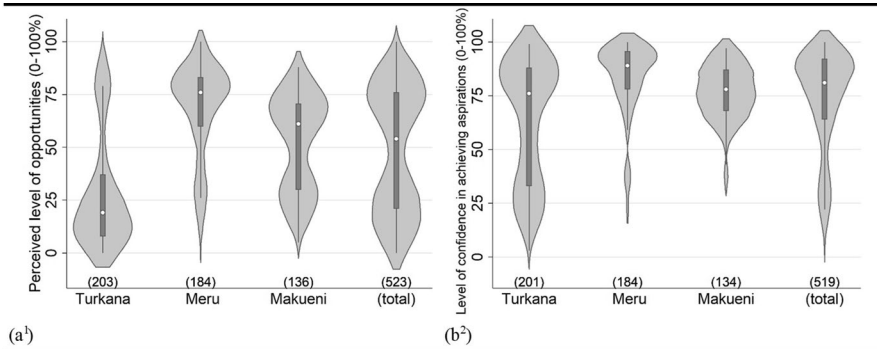 Perceived level of opportunities (0-100%)
100
75
50
25
0
(203) (184) (136) (523)
Turkana Meru Makueni (total)
(a1)
Level of confidence in achieving aspirations (0-100%)
100
75
50
25
0
(201) (184) (134) (519)
Turkana Meru Makueni (total)
(b2)